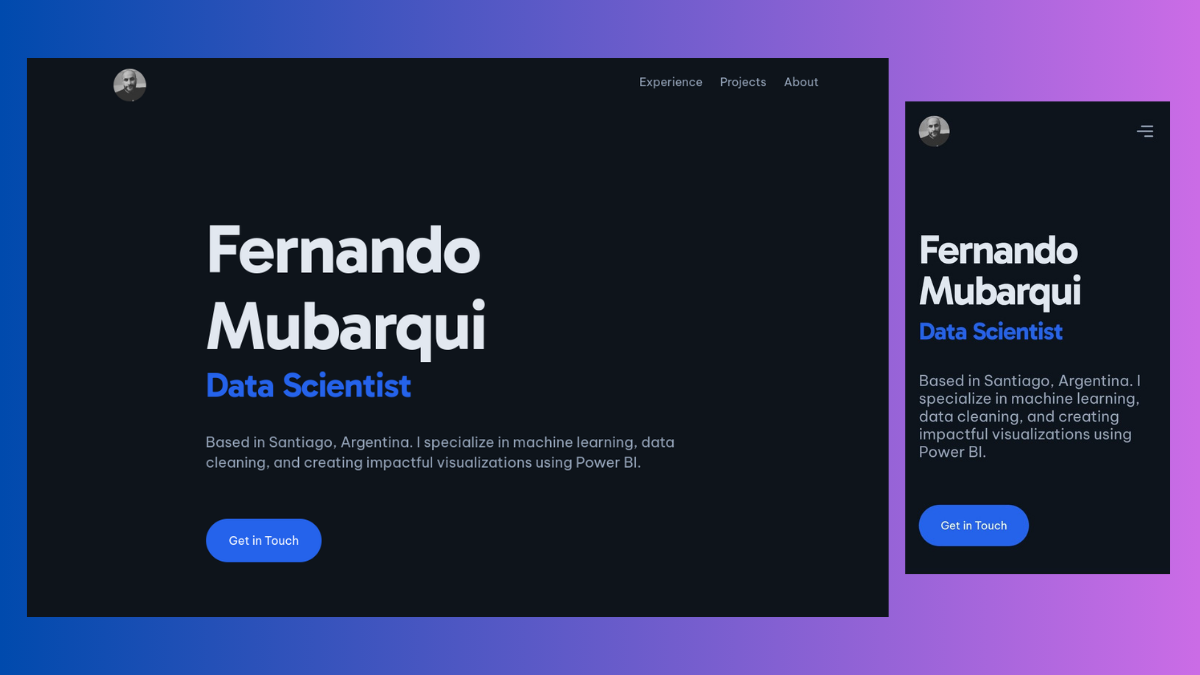 Experience Projects About
Fernando
Mubarqui
Data Scientist
Based in Santiago, Argentina. I specialize in machine learning, data
cleaning, and creating impactful visualizations using Power BI.
Get in Touch
Fernando
Mubarqui
Data Scientist
Based in Santiago, Argentina. I
specialize in machine learning,
data cleaning, and creating
impactful visualizations using
Power BI.
Get in Touch